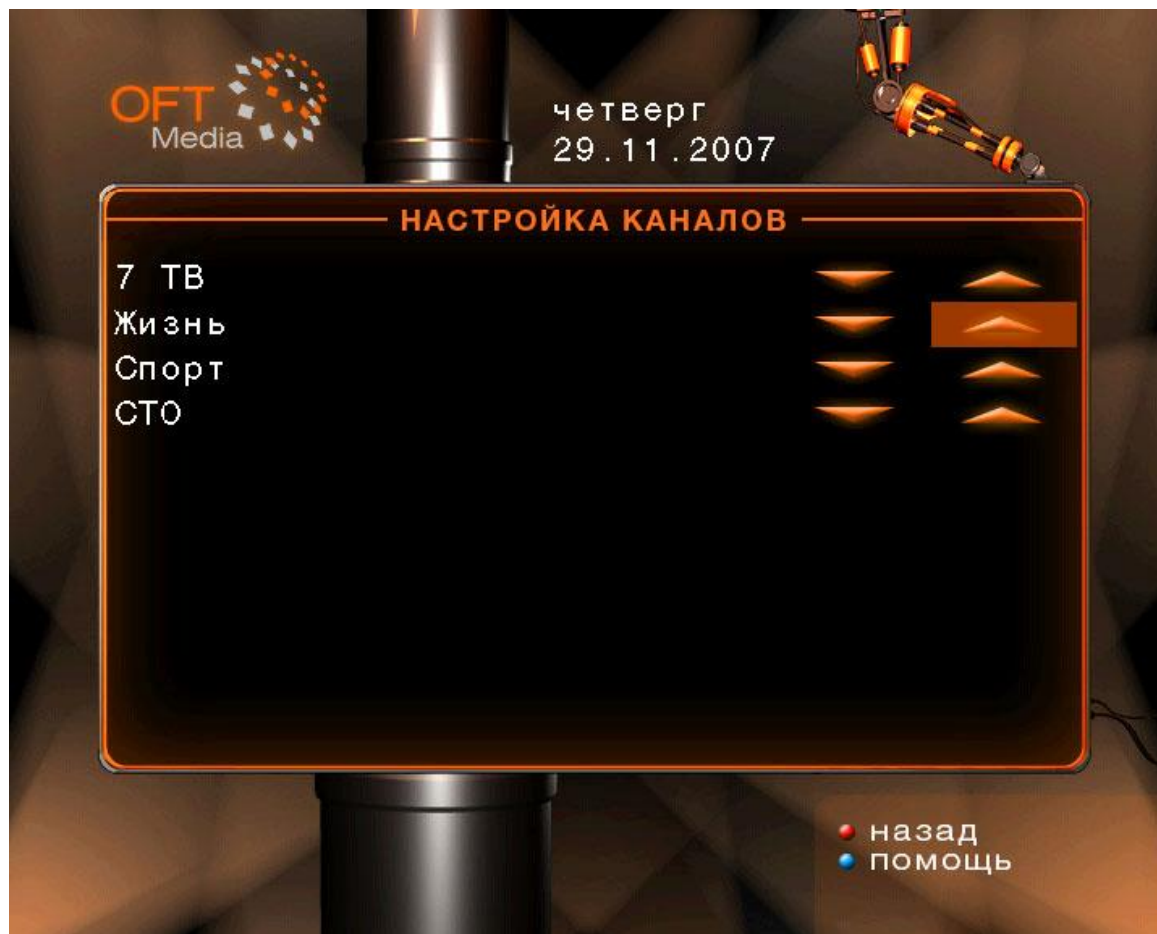 OFT
Media
четверг
29.11.2007
НАСТРОЙКА КАНАЛОВ
7 ТВ
Жизнь
Спорт
СТО
назад
помощь